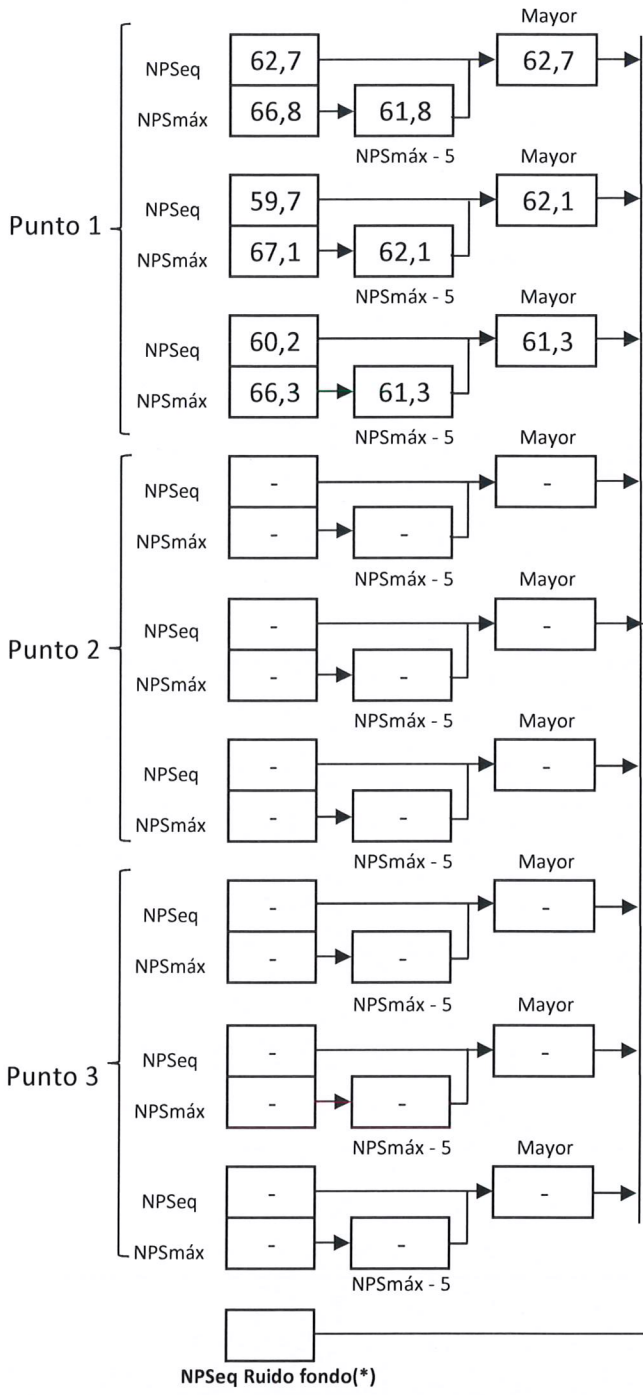 Mayor
NPSeq 62,7 62,7
NPSmáx 66,8 61,8
NPSmáx - 5 Mayor
NPSeq 59,7 62,1
Punto 1
NPSmáx 67,1 62,1
NPSmáx - 5 Mayor
NPSeq 60,2 61,3
NPSmáx 66,3 61,3
NPSmáx - 5 Mayor
NPSeq - -
NPSmáx - -
NPSmáx - 5 Mayor
NPSeq - -
Punto 2
NPSmáx - -
NPSmáx - 5 Mayor
NPSeq - -
NPSmáx - -
NPSmáx - 5 Mayor
NPSeq - -
NPSmáx - -
NPSmáx - 5 Mayor
NPSeq - -
Punto 3
NPSmáx - -
NPSmáx - 5 Mayor
NPSeq - -
NPSmáx - -
NPSmáx - 5
NPSeq Ruido fondo(*)